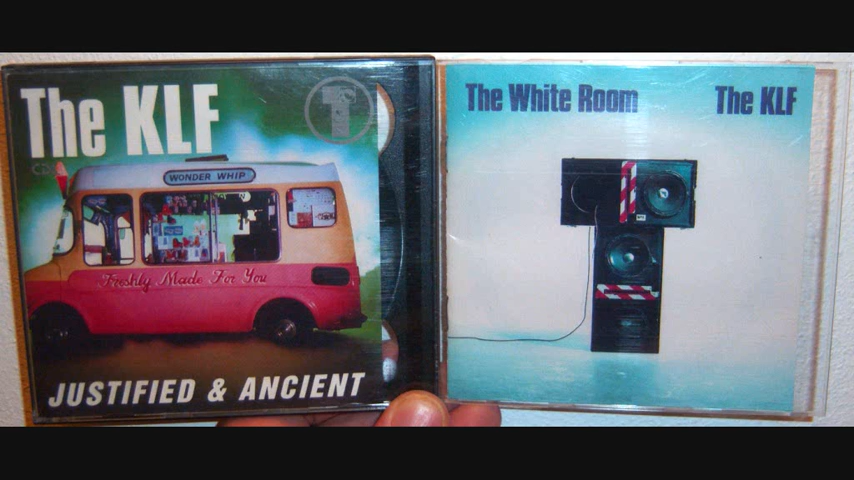 The KLF
WONDER WHIP
Freshly Made For You
JUSTIFIED & ANCIENT
The White Room
The KLF